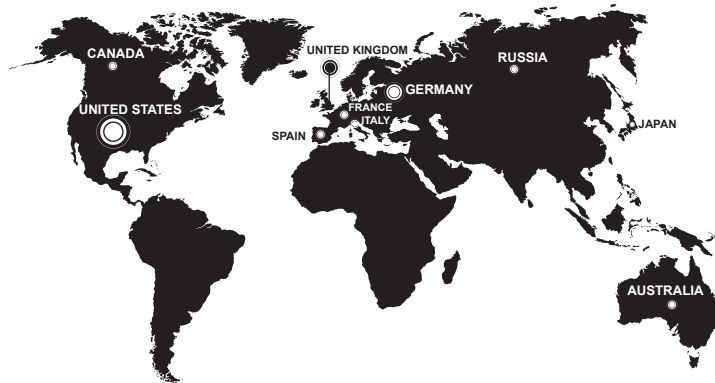 CANADA
UNITED KINGDOM
RUSSIA
GERMANY
UNITED STATES
FRANCE
ITALY
JAPAN
SPAIN
AUSTRALIA